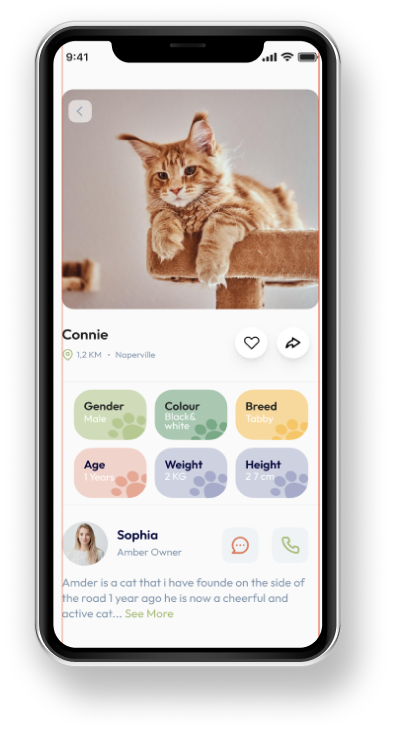 9:41
Connie
1,2 KM • Naperville
Gender
Male
Colour
Black&
white
Breed
Tabby
Age
1 Years
Weight
2 KG
Height
2 7 cm
Sophia
Amber Owner
Amder is a cat that i have founde on the side of
the road 1 year ago he is now a cheerful and
active cat... See More